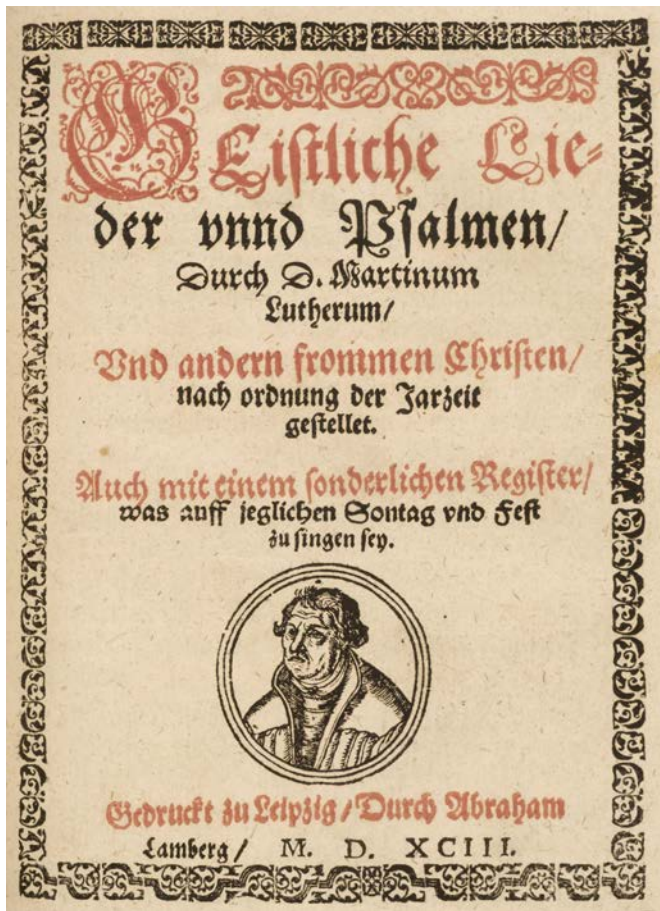 GEistliche Lie-
der vnnd Psalmen/
Durch D. Martinum
Lutherum/
Vnd andern frommen Christen/
nach ordnung der Jarzeit
gestellet.
Auch mit einem sonderlichen Register/
was auff jeglichen Sontag vnd Fest
zu singen sey.
Gedruckt zu Leipzig/Durch Abraham
Lamberg/ M. D. XCIII.